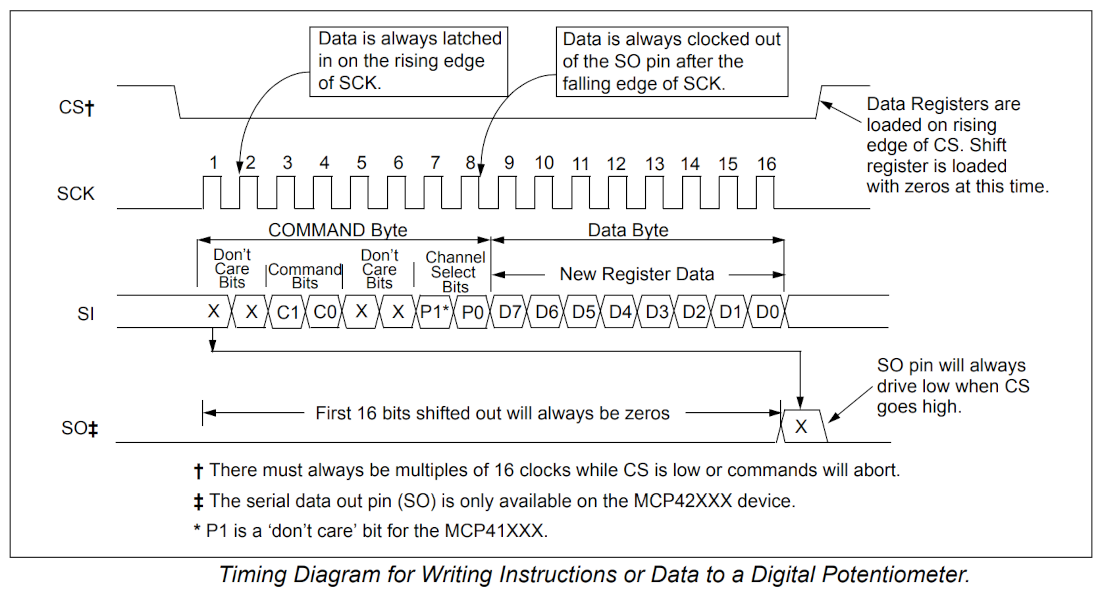 Data is always latched
in on the rising edge
of SCK.
Data is always clocked out
of the SO pin after the
falling edge of SCK.
CS†
Data Registers are
loaded on rising
edge of CS. Shift
register is loaded
with zeros at this time.
1 2 3 4 5 6 7 8 9 10 11 12 13 14 15 16
SCK
COMMAND Byte
Data Byte
Don't
Care
Bits
Command
Bits
Don't
Care
Bits
Channel
Select
Bits
New Register Data
SI
X X C1 C0 X X P1* P0 D7 D6 D5 D4 D3 D2 D1 D0
SO pin will always
drive low when CS
goes high.
First 16 bits shifted out will always be zeros
SO‡
X
† There must always be multiples of 16 clocks while CS is low or commands will abort.
‡ The serial data out pin (SO) is only available on the MCP42XXX device.
* P1 is a ‘don’t care’ bit for the MCP41XXX.
Timing Diagram for Writing Instructions or Data to a Digital Potentiometer.